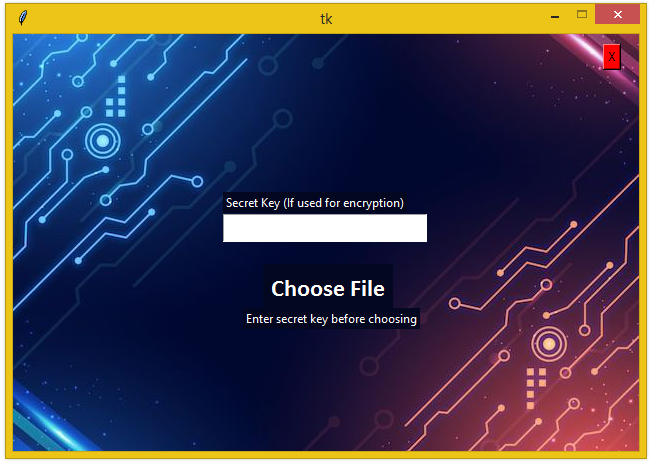 tk
X
Secret Key (If used for encryption)
Choose File
Enter secret key before choosing